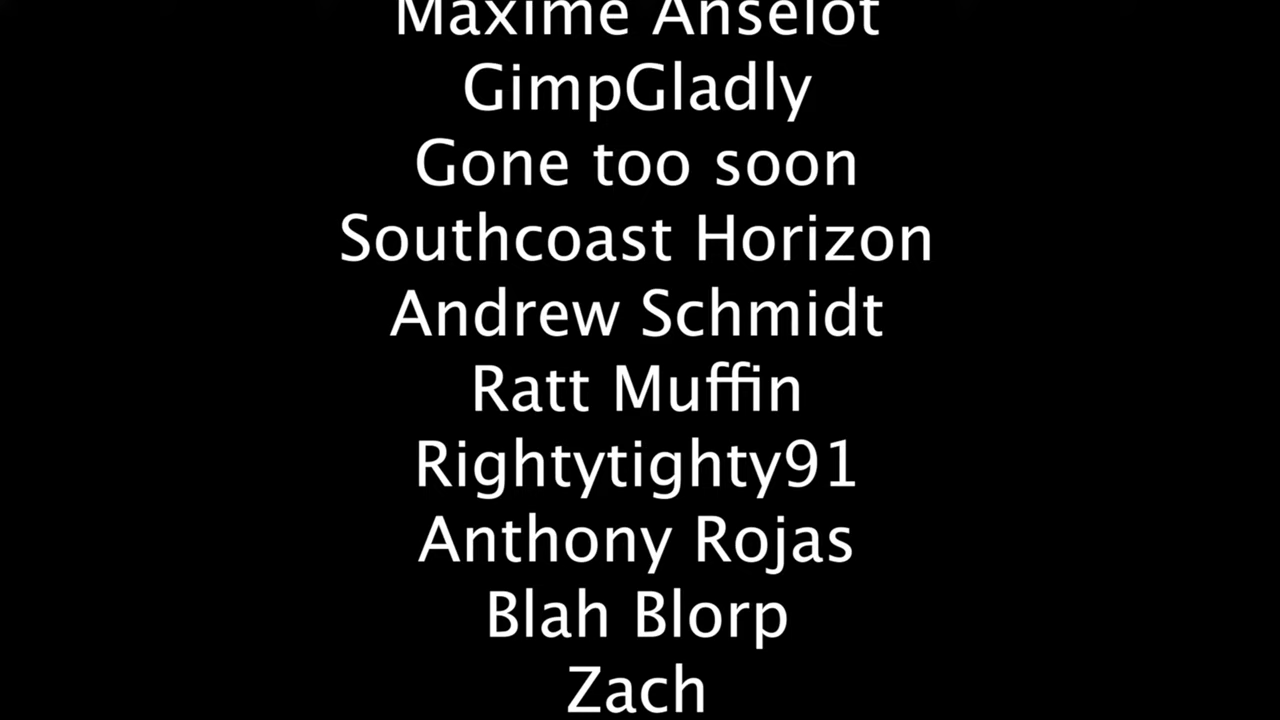 Maxime Anselot
GimpGladly
Gone too soon
Southcoast Horizon
Andrew Schmidt
Ratt Muffin
Rightytighty91
Anthony Rojas
Blah Blorp
Zach